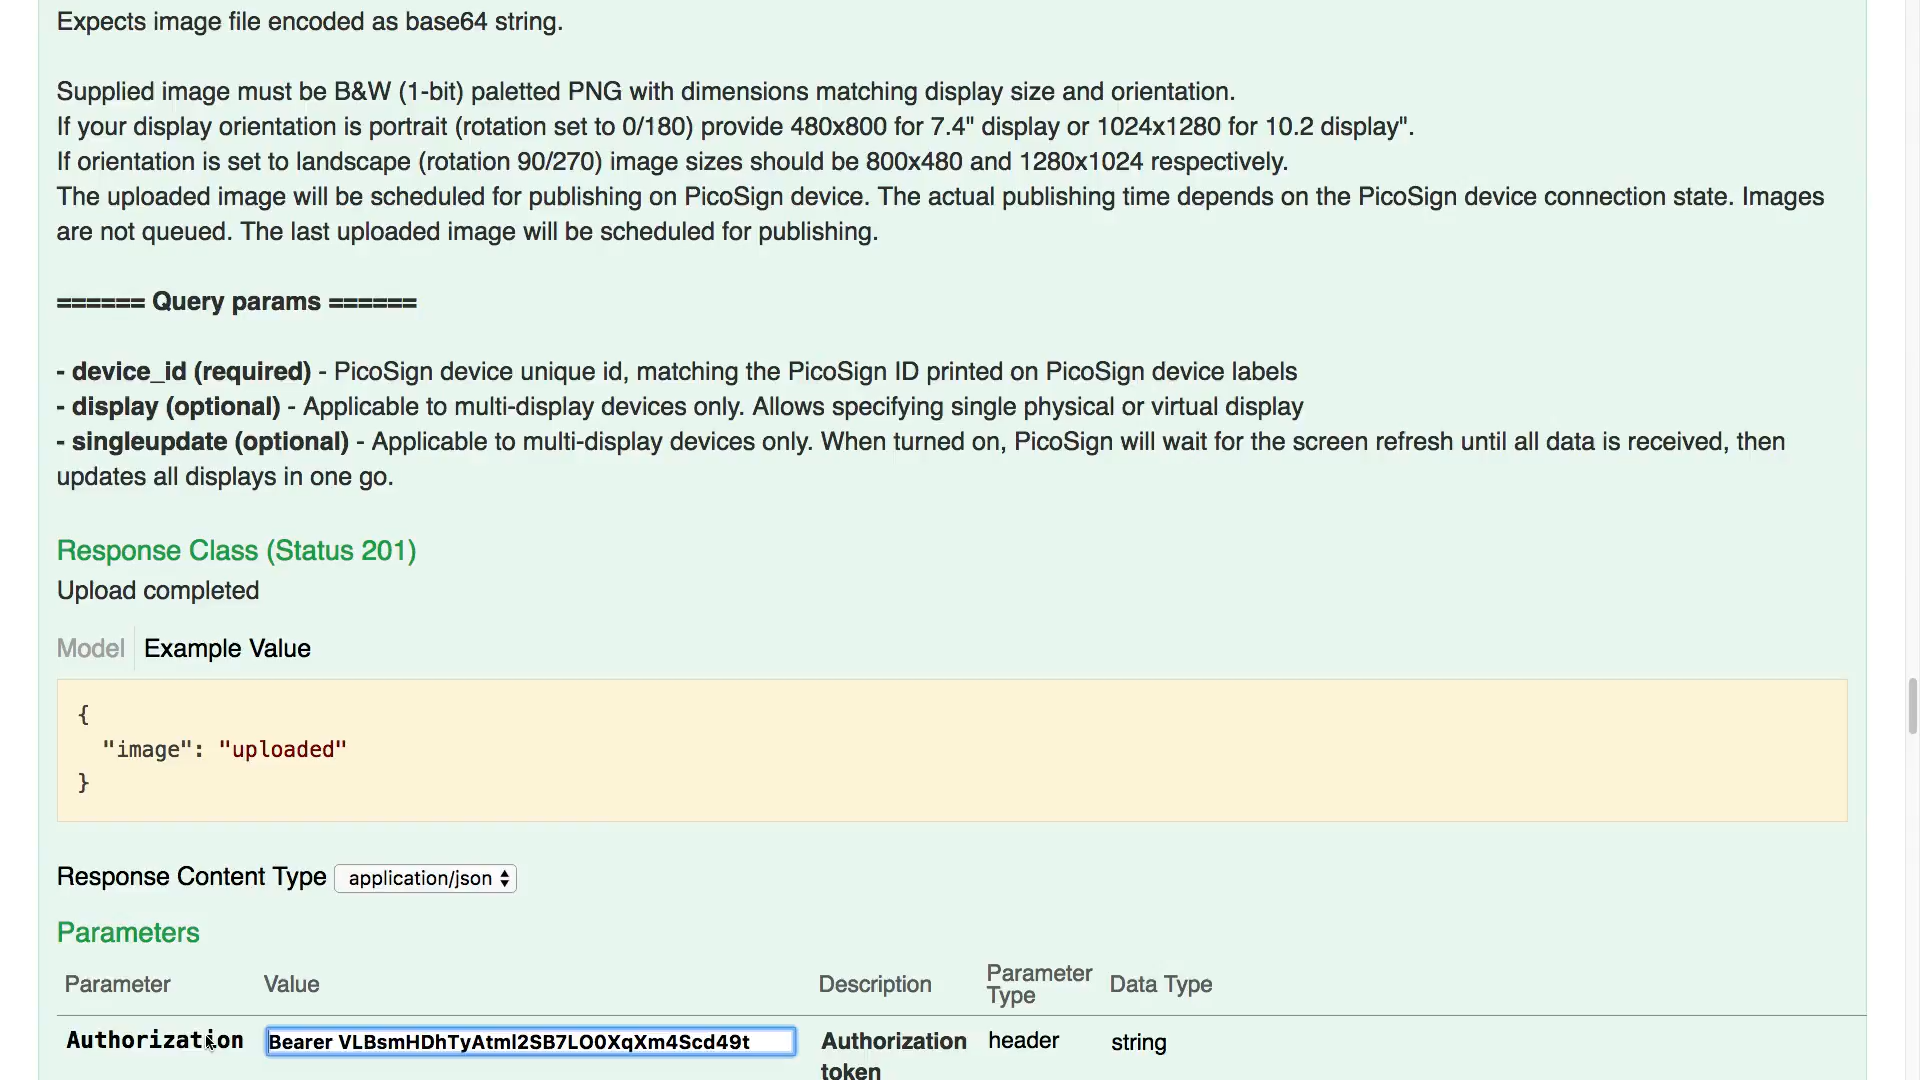 Expects image file encoded as base64 string.
Supplied image must be B&W (1-bit) paletted PNG with dimensions matching display size and orientation.
If your display orientation is portrait (rotation set to 0/180) provide 480x800 for 7.4" display or 1024x1280 for 10.2 display".
If orientation is set to landscape (rotation 90/270) image sizes should be 800x480 and 1280x1024 respectively.
The uploaded image will be scheduled for publishing on PicoSign device. The actual publishing time depends on the PicoSign device connection state. Images
are not queued. The last uploaded image will be scheduled for publishing.
====== Query params ======
- device_id (required) - PicoSign device unique id, matching the PicoSign ID printed on PicoSign device labels
- display (optional) - Applicable to multi-display devices only. Allows specifying single physical or virtual display
- singleupdate (optional) - Applicable to multi-display devices only. When turned on, PicoSign will wait for the screen refresh until all data is received, then
updates all displays in one go.
Response Class (Status 201)
Upload completed
Model Example Value
{
"image": "uploaded"
}
Response Content Type application/json
Parameters
Parameter Value Description Parameter Type Data Type
Authorization Bearer VLBsmHDhTyAtml2SB7LO0XqXm4Scd49t Authorization token header string